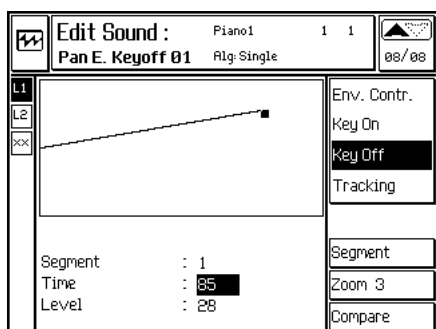 Edit Sound : Piano1 1 1
Pan E. Keyoff 01 Alg: Single 08/08
L1
L2
××
Env. Contr.
Key On
Key Off
Tracking
Segment : 1
Time : 85
Level : 28
Segment
Zoom 3
Compare